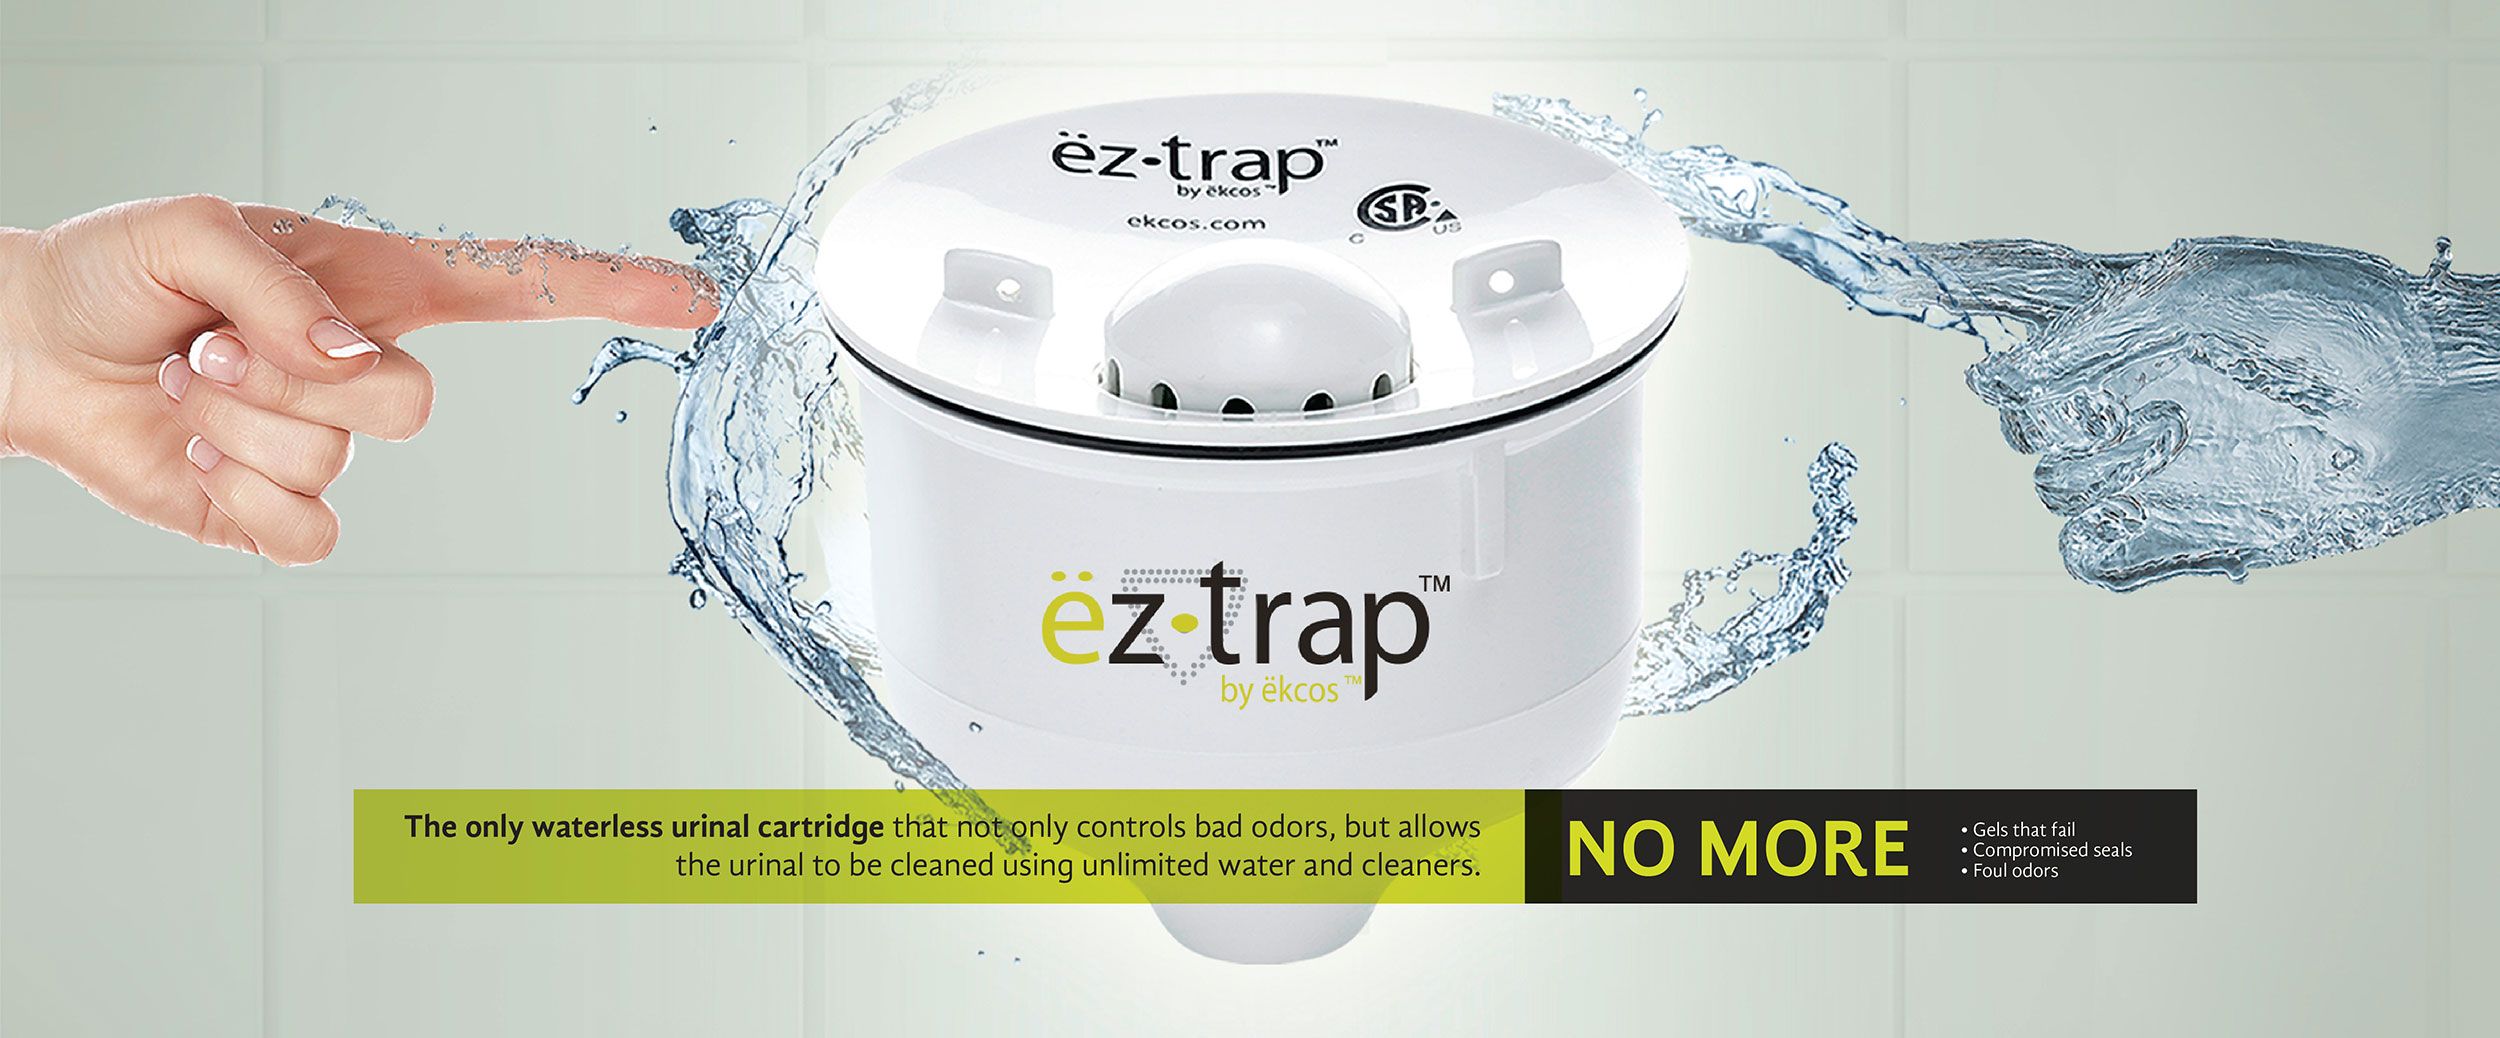 ëz·trap™
by ëkcos™
ekcos.com
C SA US
ëz·trap™
by ëkcos™
The only waterless urinal cartridge that not only controls bad odors, but allows
the urinal to be cleaned using unlimited water and cleaners.
NO MORE
• Gels that fail
• Compromised seals
• Foul odors